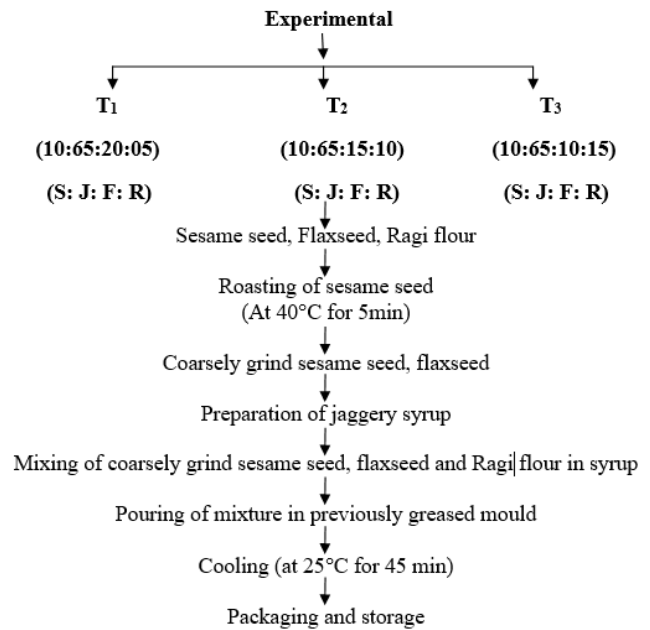 Experimental
T1 T2 T3
(10:65:20:05) (10:65:15:10) (10:65:10:15)
(S: J: F: R) (S: J: F: R) (S: J: F: R)
Sesame seed, Flaxseed, Ragi flour
Roasting of sesame seed
(At 40°C for 5min)
Coarsely grind sesame seed, flaxseed
Preparation of jaggery syrup
Mixing of coarsely grind sesame seed, flaxseed and Ragi flour in syrup
Pouring of mixture in previously greased mould
Cooling (at 25°C for 45 min)
Packaging and storage